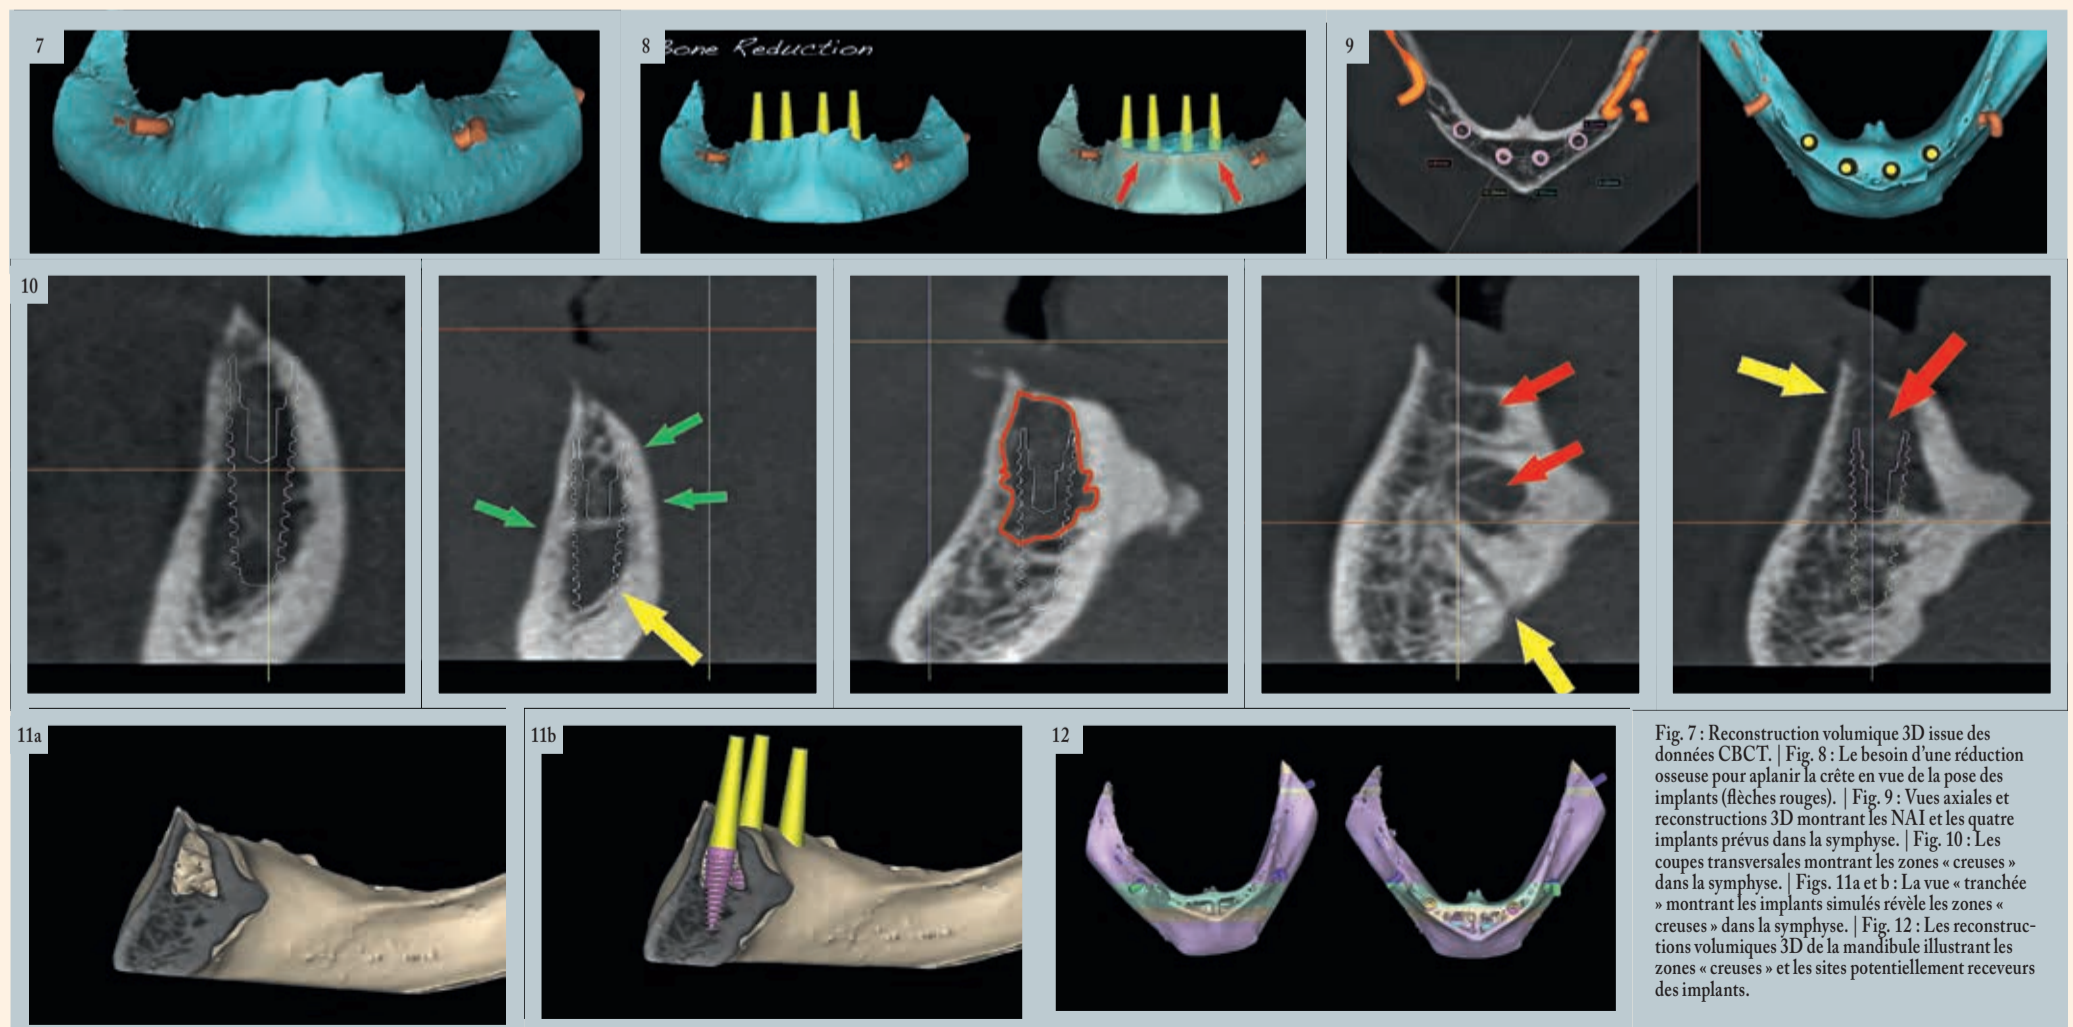 7
8
Bone Reduction
9
10
11a
11b
12
Fig. 7 : Reconstruction volumique 3D issue des
données CBCT. | Fig. 8 : Le besoin d’une réduction
osseuse pour aplanir la crête en vue de la pose des
implants (flèches rouges). | Fig. 9 : Vues axiales et
reconstructions 3D montrant les NAI et les quatre
implants prévus dans la symphyse. | Fig. 10 : Les
coupes transversales montrant les zones « creuses »
dans la symphyse. | Figs. 11a et b : La vue « tranchée
» montrant les implants simulés révèle les zones «
creuses » dans la symphyse. | Fig. 12 : Les reconstruc-
tions volumiques 3D de la mandibule illustrant les
zones « creuses » et les sites potentiellement receveurs
des implants.